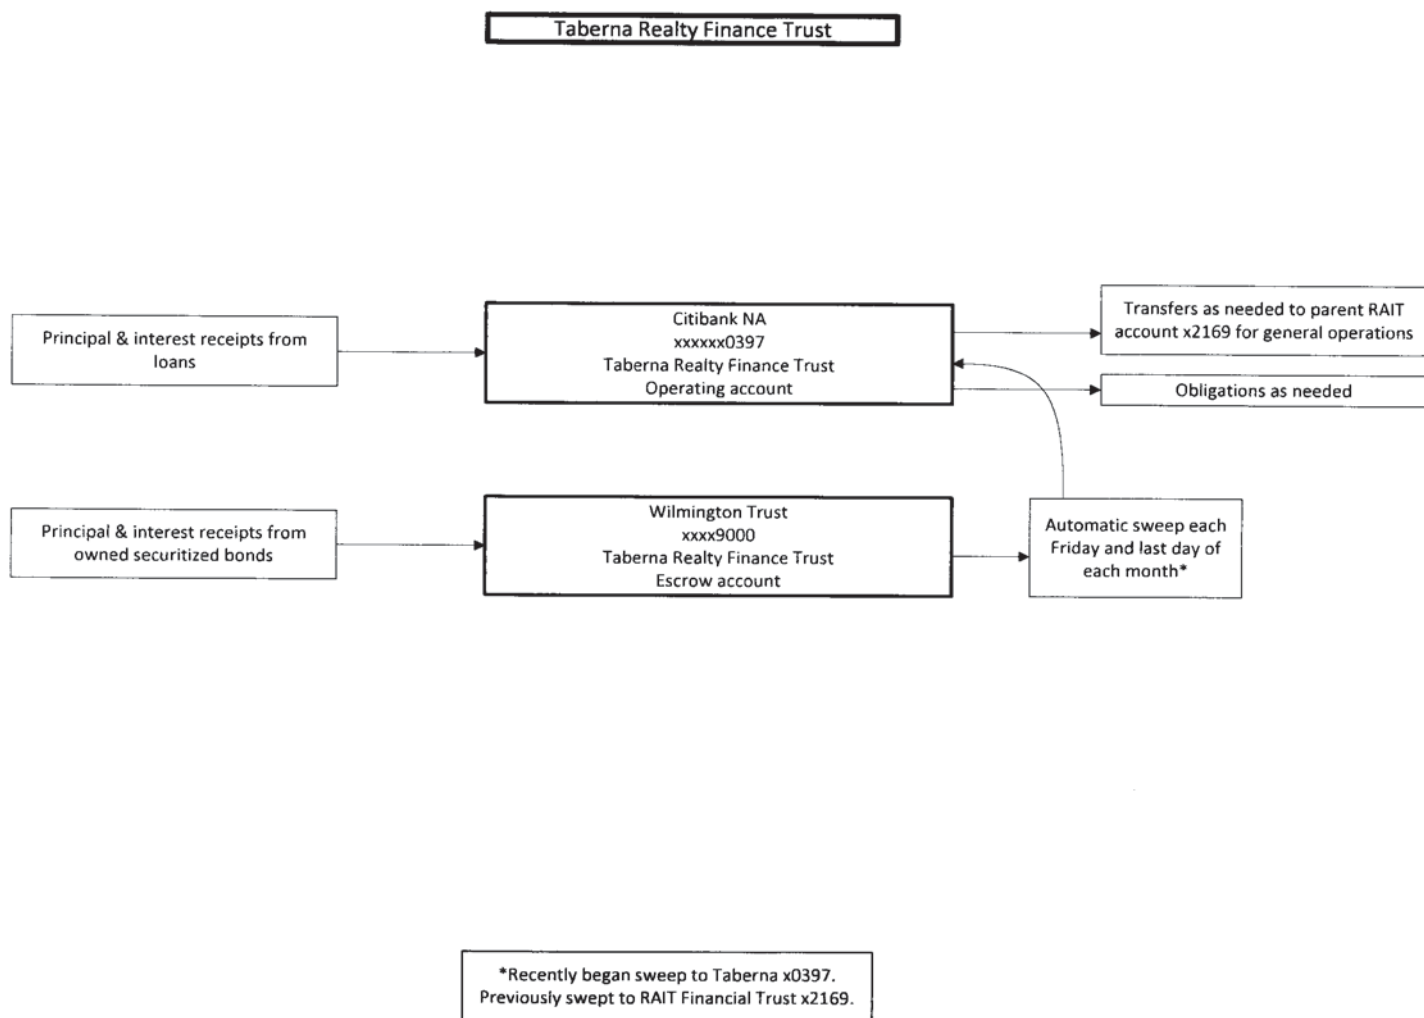 Taberna Realty Finance Trust
Principal & interest receipts from
loans
Citibank NA
xxxxxx0397
Taberna Realty Finance Trust
Operating account
Transfers as needed to parent RAIT
account x2169 for general operations
Obligations as needed
Principal & interest receipts from
owned securitized bonds
Wilmington Trust
xxxx9000
Taberna Realty Finance Trust
Escrow account
Automatic sweep each
Friday and last day of
each month*
*Recently began sweep to Taberna x0397.
Previously swept to RAIT Financial Trust x2169.